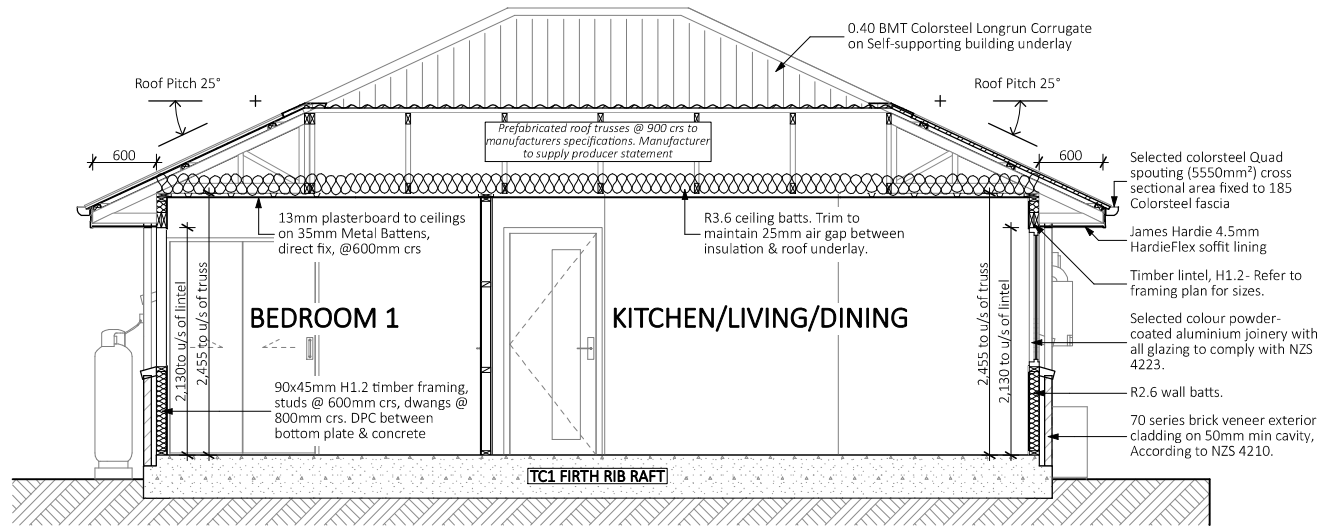 0.40 BMT Colorsteel Longrun Corrugate
on Self-supporting building underlay
Roof Pitch 25°
Roof Pitch 25°
Prefabricated roof trusses @ 900 crs to
manufacturers specifications. Manufacturer
to supply producer statement
600
600
Selected colorsteel Quad
spouting (5550mm²) cross
sectional area fixed to 185
Colorsteel fascia
13mm plasterboard to ceilings
on 35mm Metal Battens,
direct fix, @600mm crs
R3.6 ceiling batts. Trim to
maintain 25mm air gap between
insulation & roof underlay.
James Hardie 4.5mm
HardieFlex soffit lining
Timber lintel, H1.2- Refer to
framing plan for sizes.
2,130to u/s of lintel
2,455 to u/s of truss
BEDROOM 1
KITCHEN/LIVING/DINING
2,455 to u/s of truss
2,130 to u/s of lintel
Selected colour powder-
coated aluminium joinery with
all glazing to comply with NZS
4223.
90x45mm H1.2 timber framing,
studs @ 600mm crs, dwangs @
800mm crs. DPC between
bottom plate & concrete
R2.6 wall batts.
70 series brick veneer exterior
cladding on 50mm min cavity,
According to NZS 4210.
TC1 FIRTH RIB RAFT